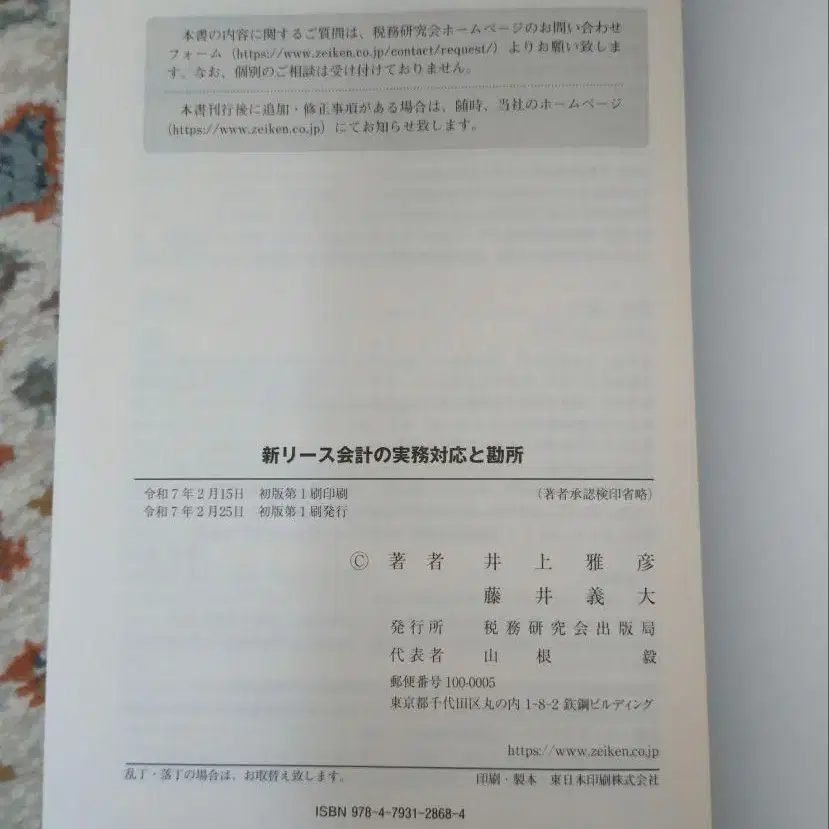 本書の内容に関するご質問は、税務研究会ホームページのお問い合わせ
フォーム（https://www.zeiken.co.jp/contact/request/）よりお願い致しま
す。なお、個別のご相談は受け付けておりません。
本書刊行後に追加・修正事項がある場合は、随時、当社のホームページ
（https://www.zeiken.co.jp）にてお知らせ致します。
新リース会計の実務対応と勘所
令和7年2月15日 初版第1刷印刷 （著者承認検印省略）
令和7年2月25日 初版第1刷発行
Ⓒ 著者 井上雅彦
藤井義大
発行所 税務研究会出版局
代表者 山根毅
郵便番号100-0005
東京都千代田区丸の内1-8-2 鉄鋼ビルディング
https://www.zeiken.co.jp
乱丁・落丁の場合は、お取替え致します。 印刷・製本 東日本印刷株式会社
ISBN 978-4-7931-2868-4